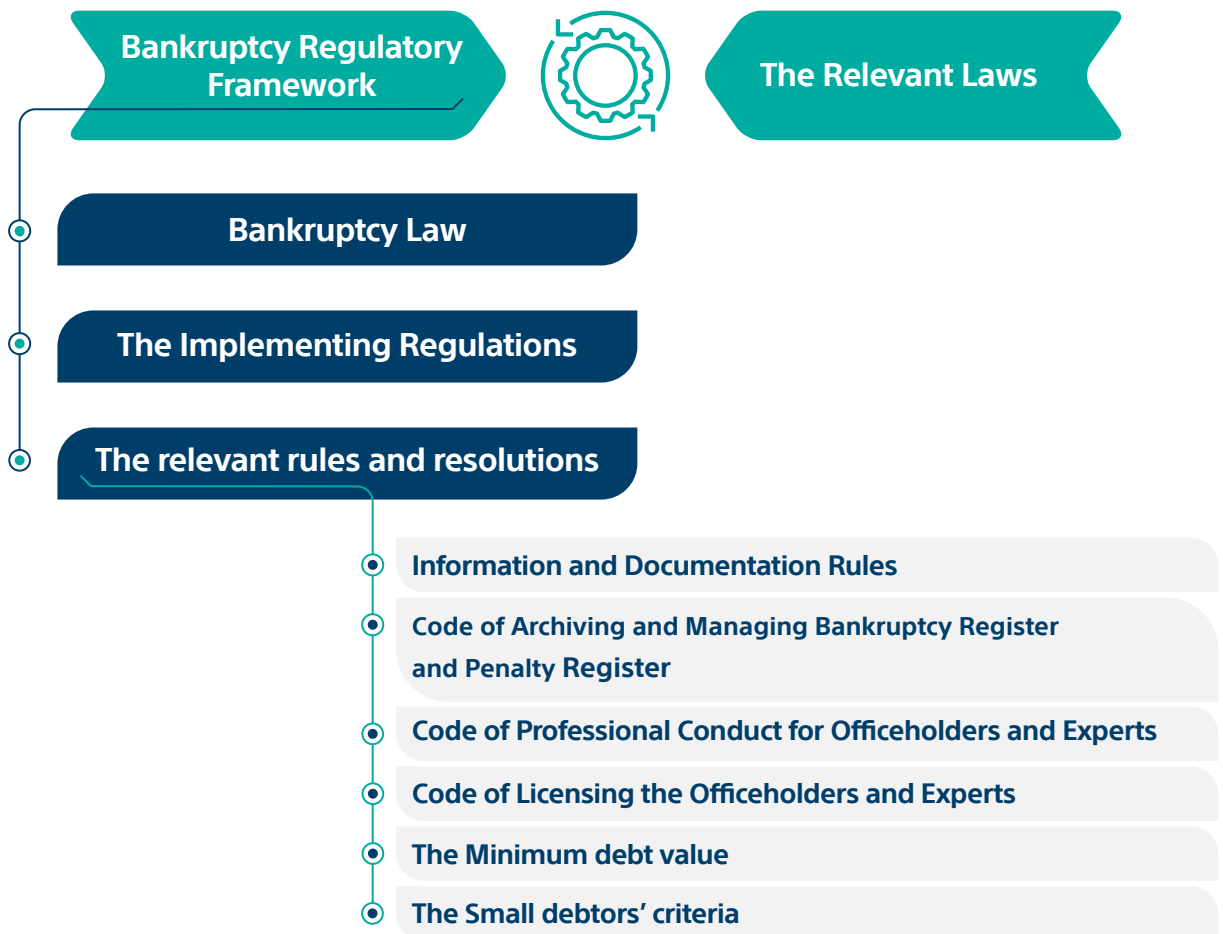 Bankruptcy Regulatory
Framework
The Relevant Laws
Bankruptcy Law
The Implementing Regulations
The relevant rules and resolutions
Information and Documentation Rules
Code of Archiving and Managing Bankruptcy Register
and Penalty Register
Code of Professional Conduct for Officeholders and Experts
Code of Licensing the Officeholders and Experts
The Minimum debt value
The Small debtors’ criteria